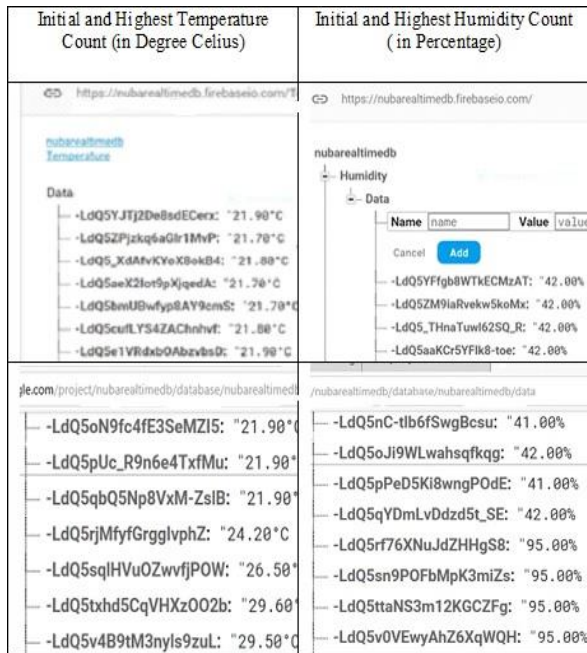 Initial and Highest Temperature
Count (in Degree Celius)
Initial and Highest Humidity Count
( in Percentage)
https://nubarealtimedb.firebaseio.com/T
nubarealtimedb
Temperature
Data
-LdQ5YJTj2De8sdECerx: "21.90°C
-LdQ5ZPjzkq6aGlr1MvP: "21.70°C
-LdQ5_XdAfvKYoX8okB4: "21.80°C
-LdQ5aeX2lot9pXjqedA: "21.70°C
-LdQ5bmUBwfyp8AY9cmS: "21.70°C
-LdQ5cufLYS4ZAChnhvf: "21.80°C
-LdQ5e1VRdxbOAbzvbsD: "21.90°C
https://nubarealtimedb.firebaseio.com/
nubarealtimedb
Humidity
Data
Name name Value value
Cancel Add
-LdQ5YFfgb8WTkECMzAT: "42.00%
-LdQ5ZM9iaRvekw5koMx: "42.00%
-LdQ5_THnaTuwl62SQ_R: "42.00%
-LdQ5aaKCr5YFlk8-toe: "42.00%
gle.com/project/nubarealtimedb/database/nubarealtimedb
-LdQ5oN9fc4fE3SeMZI5: "21.90°C
-LdQ5pUc_R9n6e4TxfMu: "21.90°
-LdQ5qbQ5Np8VxM-ZsIB: "21.90°
-LdQ5rjMfyfGrgglvphZ: "24.20°C
-LdQ5sqlHVuOZwvfjPOW: "26.50°
-LdQ5txhd5CqVHXzOO2b: "29.60°
-LdQ5v4B9tM3nyls9zuL: "29.50°C
/nubarealtimedb/database/nubarealtimedb/data
-LdQ5nC-tlb6fSwgBcsu: "41.00%
-LdQ5oJi9WLwahsqfkqg: "42.00%
-LdQ5pPeD5Ki8wngPOdE: "41.00%
-LdQ5qYDmLvDdzd5t_SE: "42.00%
-LdQ5rf76XNuJdZHHgS8: "95.00%
-LdQ5sn9POFbMpK3miZs: "95.00%
-LdQ5ttaNS3m12KGCZFg: "95.00%
-LdQ5v0VEwyAhZ6XqWQH: "95.00%